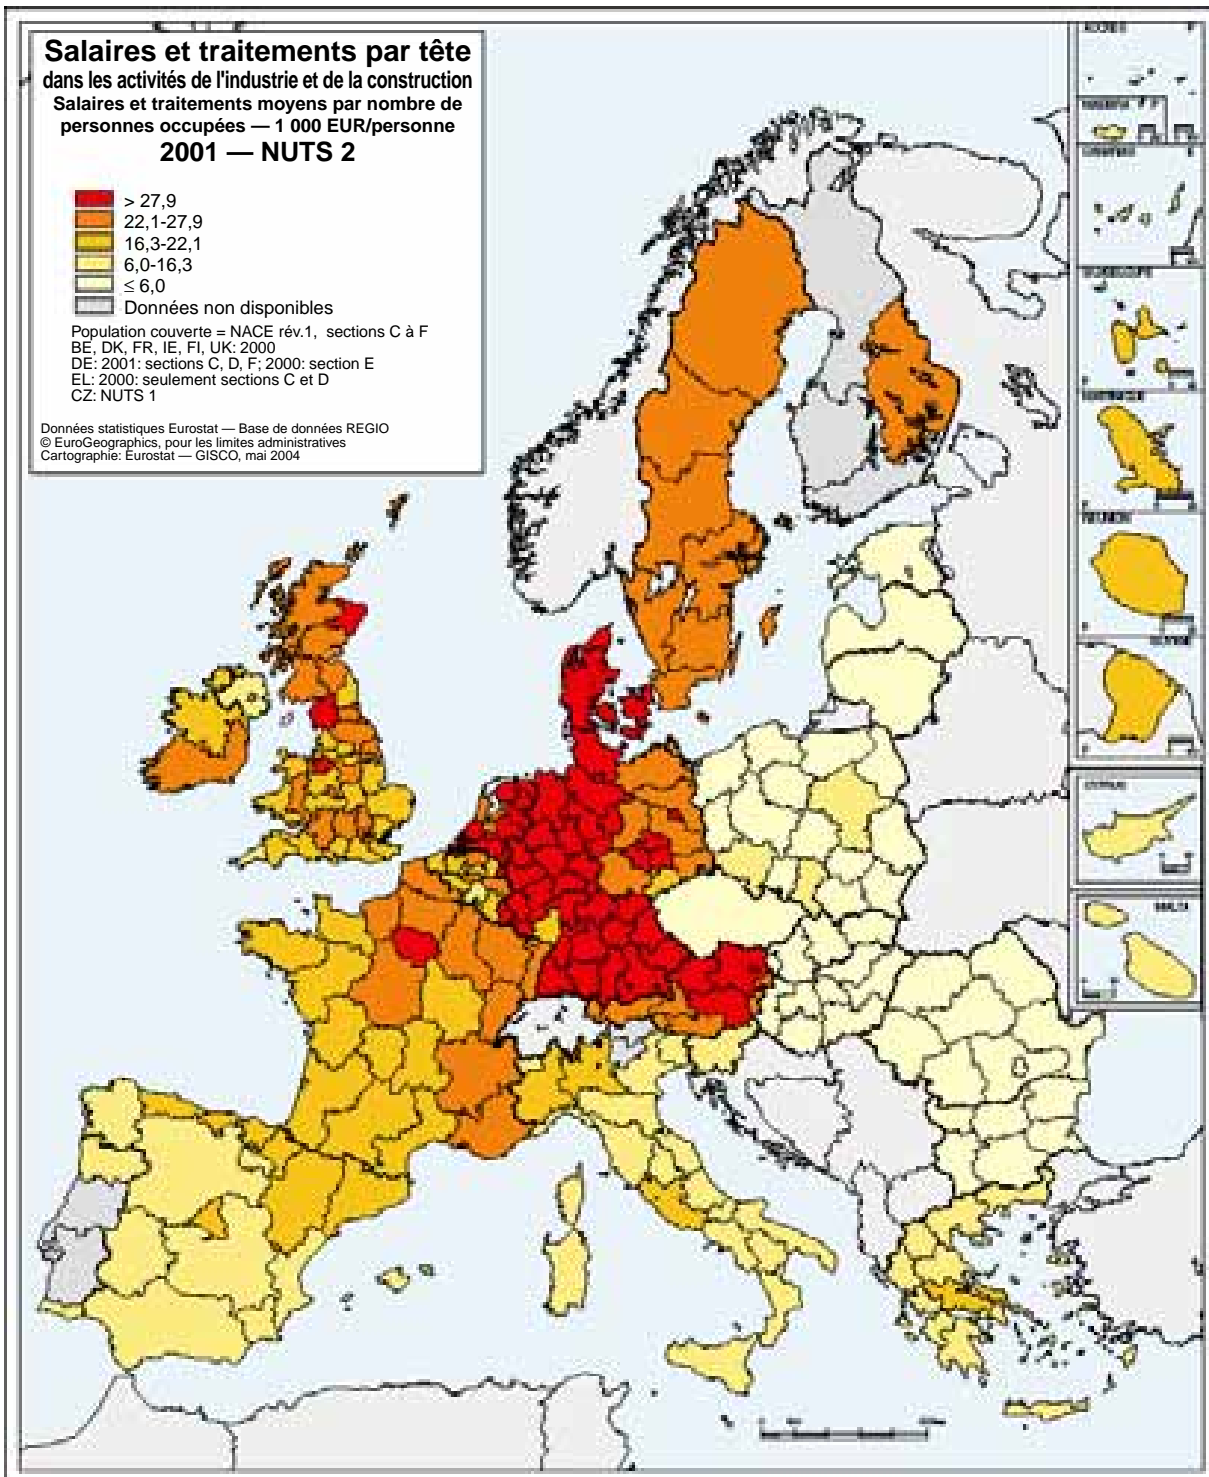 Salaires et traitements par tête
dans les activités de l'industrie et de la construction
Salaires et traitements moyens par nombre de
personnes occupées — 1 000 EUR/personne
2001 — NUTS 2
> 27,9
22,1-27,9
16,3-22,1
6,0-16,3
≤ 6,0
Données non disponibles
Population couverte = NACE rév.1, sections C à F
BE, DK, FR, IE, FI, UK: 2000
DE: 2001: sections C, D, F; 2000: section E
EL: 2000: seulement sections C et D
CZ: NUTS 1
Données statistiques Eurostat — Base de données REGIO
© EuroGeographics, pour les limites administratives
Cartographie: Eurostat — GISCO, mai 2004
GUADELOUPE
REUNION
CYPRUS
MALTA